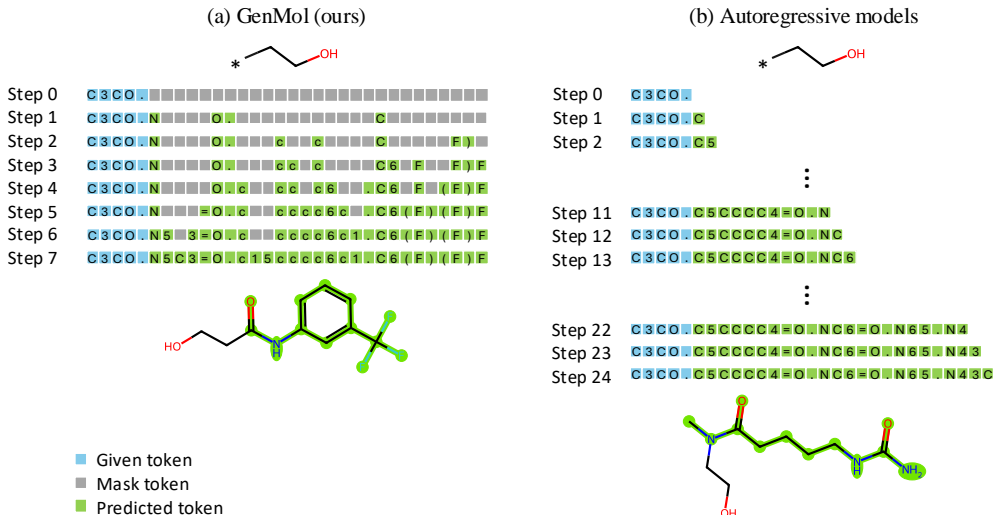 (a) GenMol (ours)
* OH
Step 0 C3CO.
Step 1 C3CO.N O. C
Step 2 C3CO.N O. c c C F)
Step 3 C3CO.N O. cc c C6 F F)F
Step 4 C3CO.N O.c cc c6 .C6 F (F)F
Step 5 C3CO.N =O.c cccc6c .C6(F)(F)F
Step 6 C3CO.N5 3=O.c cccc6c1.C6(F)(F)F
Step 7 C3CO.N5C3=O.c15cccc6c1.C6(F)(F)F
O
HO
N
H
Given token
Mask token
Predicted token
(b) Autoregressive models
* OH
Step 0 C3CO.
Step 1 C3CO.C
Step 2 C3CO.C5
Step 11 C3CO.C5CCCC4=O.N
Step 12 C3CO.C5CCCC4=O.NC
Step 13 C3CO.C5CCCC4=O.NC6
Step 22 C3CO.C5CCCC4=O.NC6=O.N65.N4
Step 23 C3CO.C5CCCC4=O.NC6=O.N65.N43
Step 24 C3CO.C5CCCC4=O.NC6=O.N65.N43C
O O
N
N
H
NH2
OH